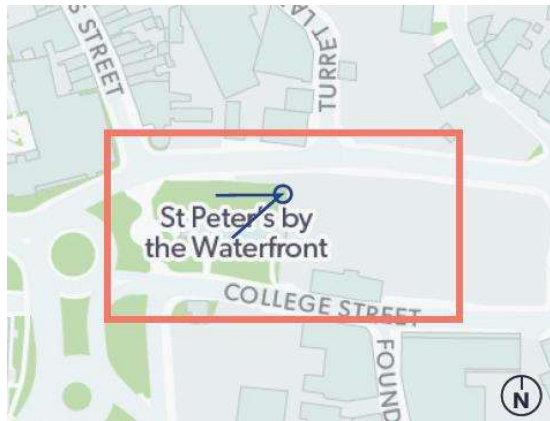 S STREET
TURRET LA
St Peter's by
the Waterfront
COLLEGE STREET
FOUND
N